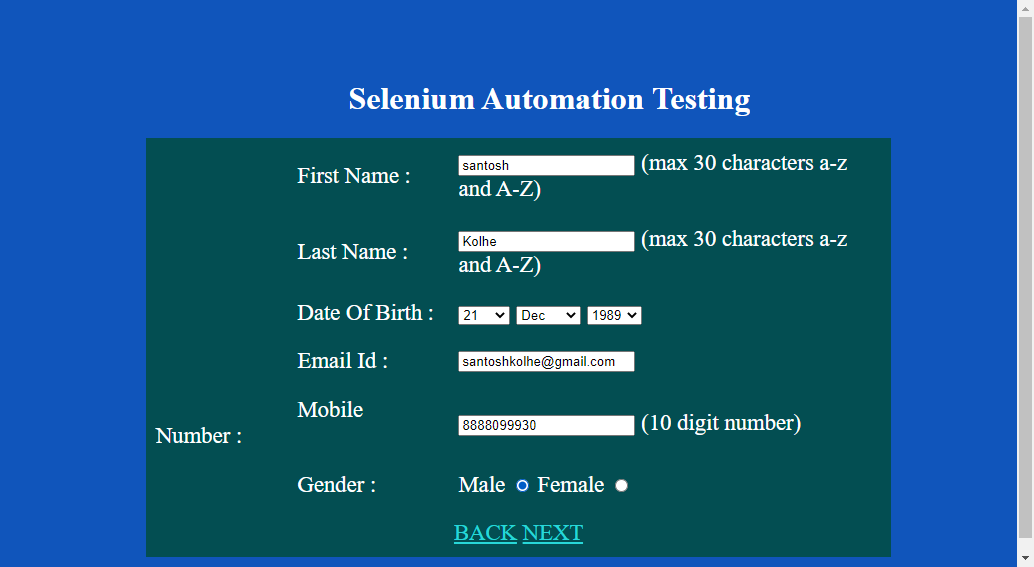 Selenium Automation Testing
First Name : santosh (max 30 characters a-z
and A-Z)
Last Name : Kolhe (max 30 characters a-z
and A-Z)
Date Of Birth : 21 Dec 1989
Email Id : santoshkolhe@gmail.com
Mobile
Number : 8888099930 (10 digit number)
Gender : Male Female
BACK NEXT